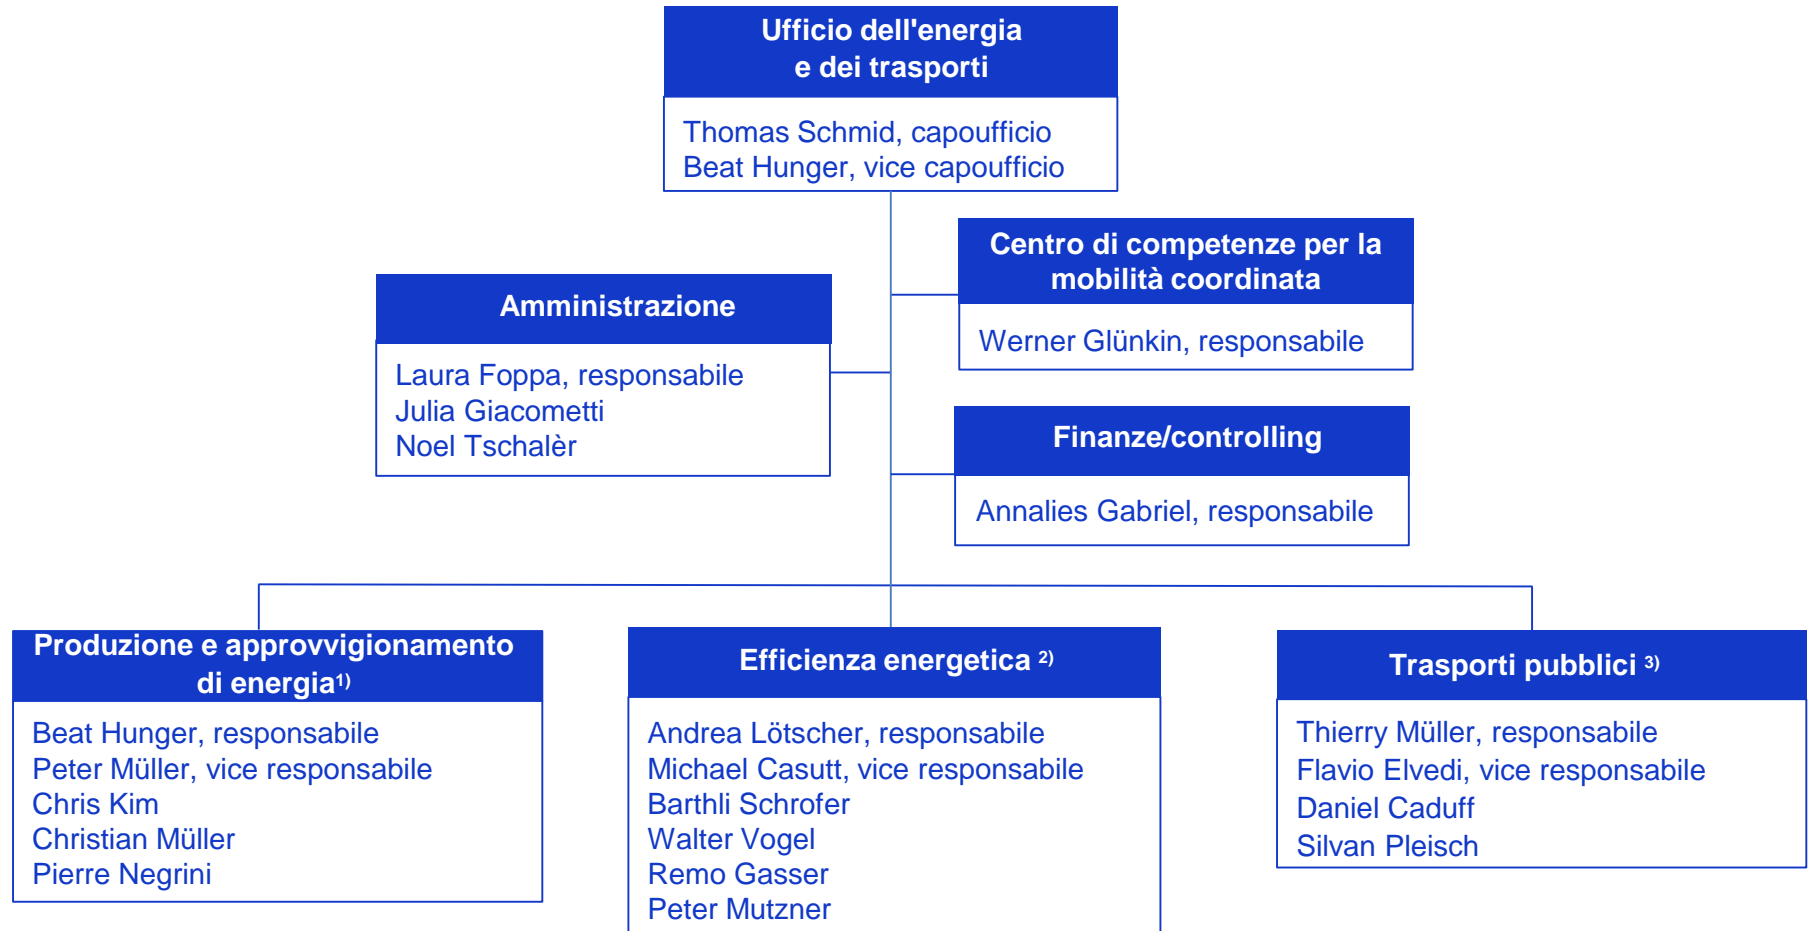 Ufficio dell'energia
e dei trasporti
Thomas Schmid, capoufficio
Beat Hunger, vice capoufficio
Centro di competenze per la
mobilità coordinata
Werner Glünkin, responsabile
Amministrazione
Laura Foppa, responsabile
Julia Giacometti
Noel Tschalèr
Finanze/controlling
Annalies Gabriel, responsabile
Produzione e approvvigionamento
di energia1)
Beat Hunger, responsabile
Peter Müller, vice responsabile
Chris Kim
Christian Müller
Pierre Negrini
Efficienza energetica 2)
Andrea Lötscher, responsabile
Michael Casutt, vice responsabile
Barthli Schrofer
Walter Vogel
Remo Gasser
Peter Mutzner
Trasporti pubblici 3)
Thierry Müller, responsabile
Flavio Elvedi, vice responsabile
Daniel Caduff
Silvan Pleisch